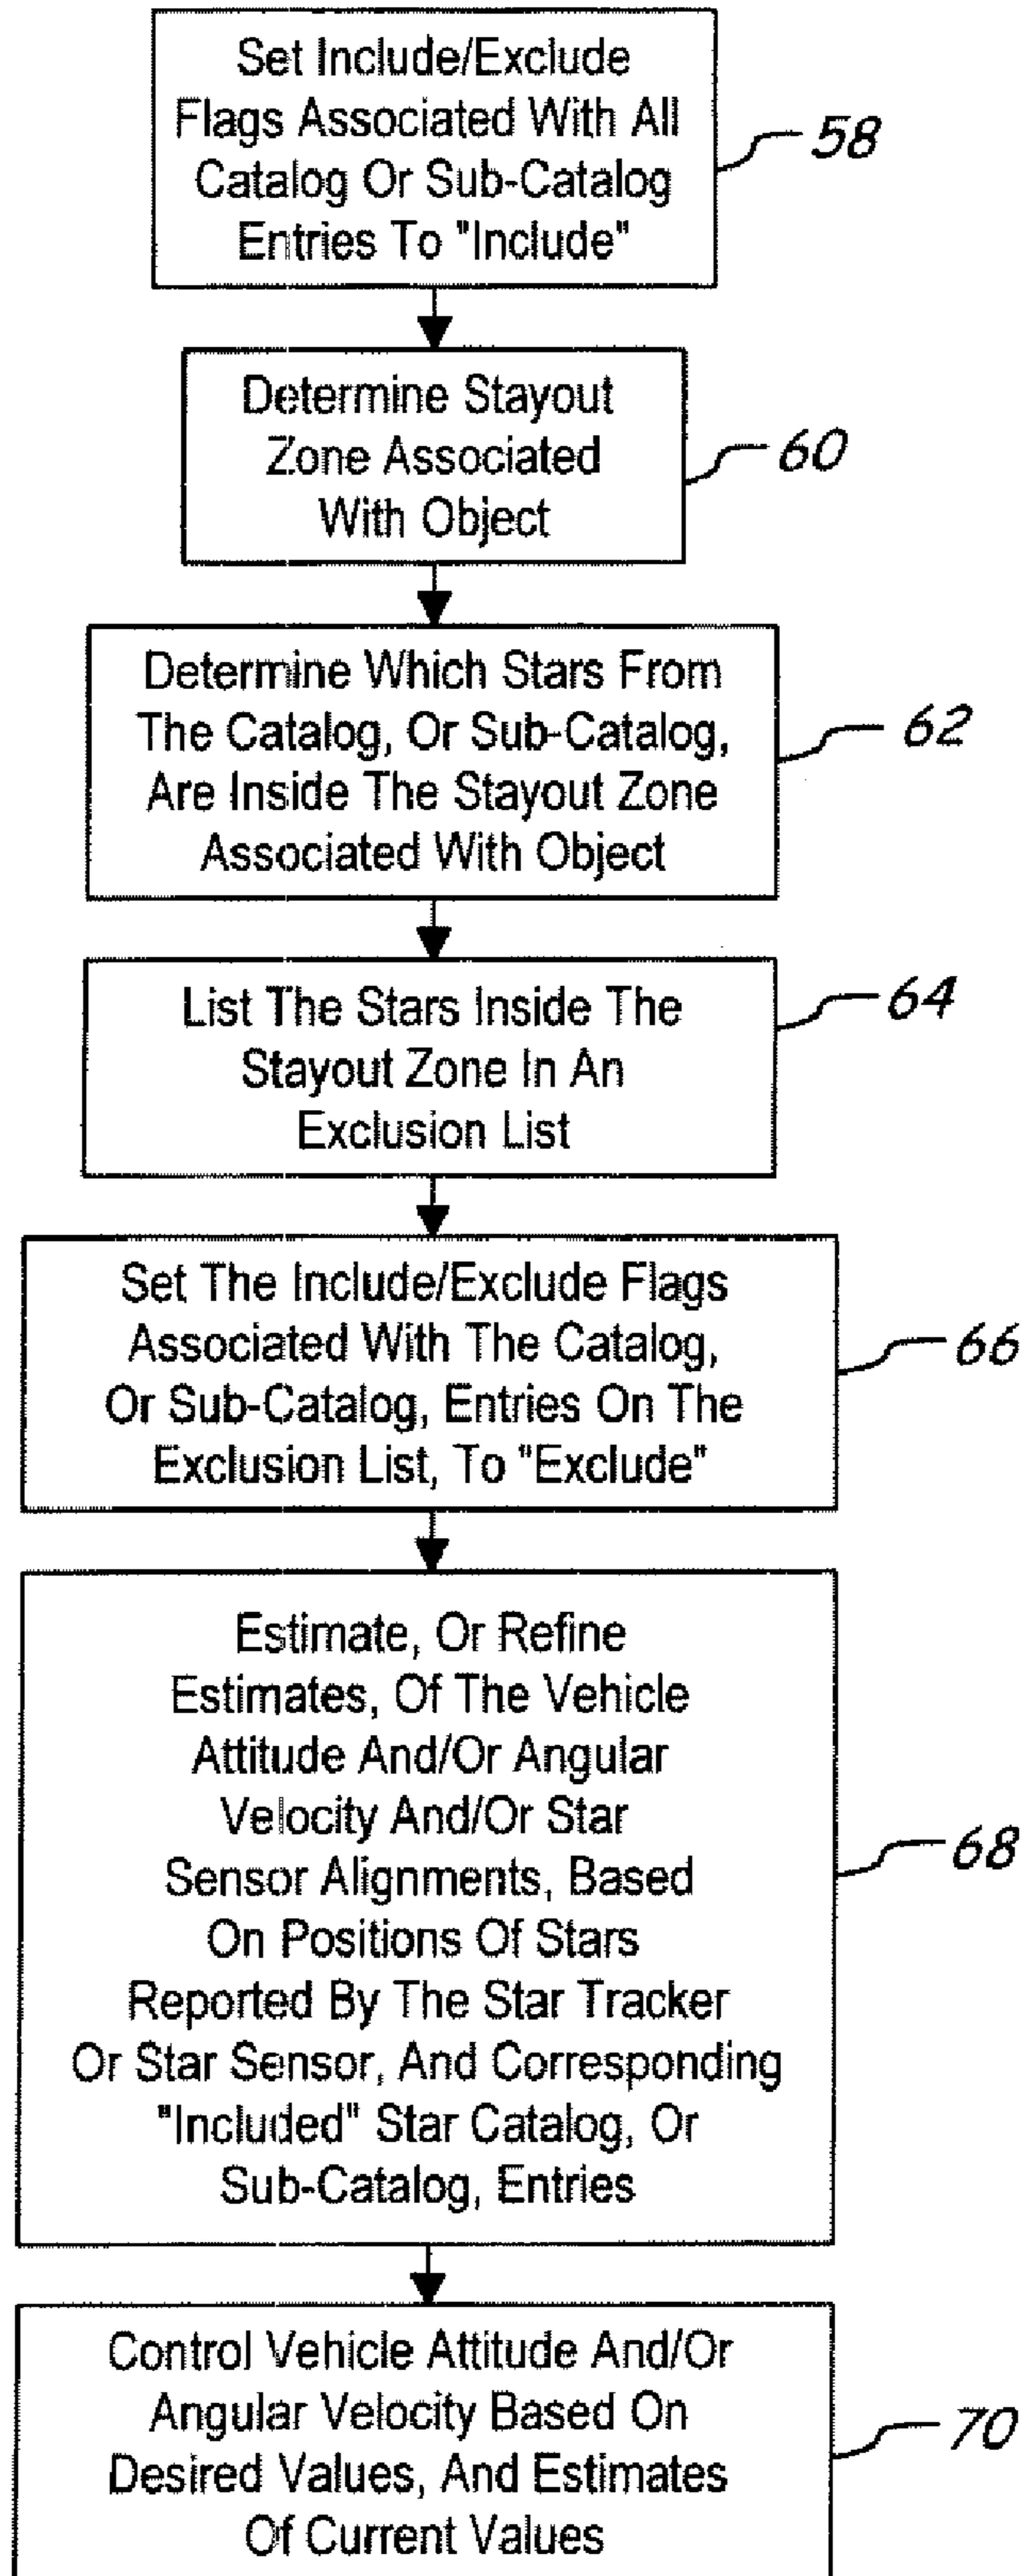 Set Include/Exclude
Flags Associated With All
Catalog Or Sub-Catalog
Entries To "Include"
58
Determine Stayout
Zone Associated
With Object
60
Determine Which Stars From
The Catalog, Or Sub-Catalog,
Are Inside The Stayout Zone
Associated With Object
62
List The Stars Inside The
Stayout Zone In An
Exclusion List
64
Set The Include/Exclude Flags
Associated With The Catalog,
Or Sub-Catalog, Entries On The
Exclusion List, To "Exclude"
66
Estimate, Or Refine
Estimates, Of The Vehicle
Attitude And/Or Angular
Velocity And/Or Star
Sensor Alignments, Based
On Positions Of Stars
Reported By The Star Tracker
Or Star Sensor, And Corresponding
"Included" Star Catalog, Or
Sub-Catalog, Entries
68
Control Vehicle Attitude And/Or
Angular Velocity Based On
Desired Values, And Estimates
Of Current Values
70